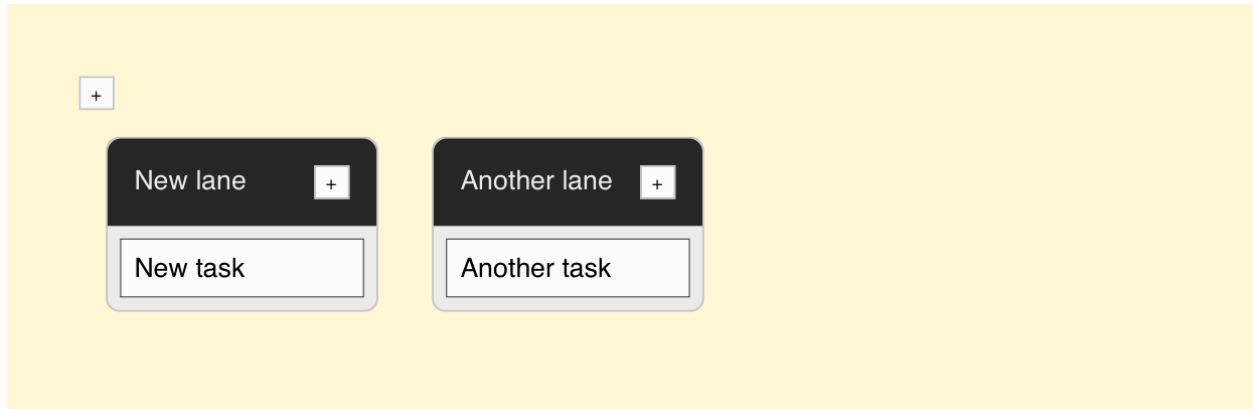 +
New lane +
Another lane +
New task
Another task